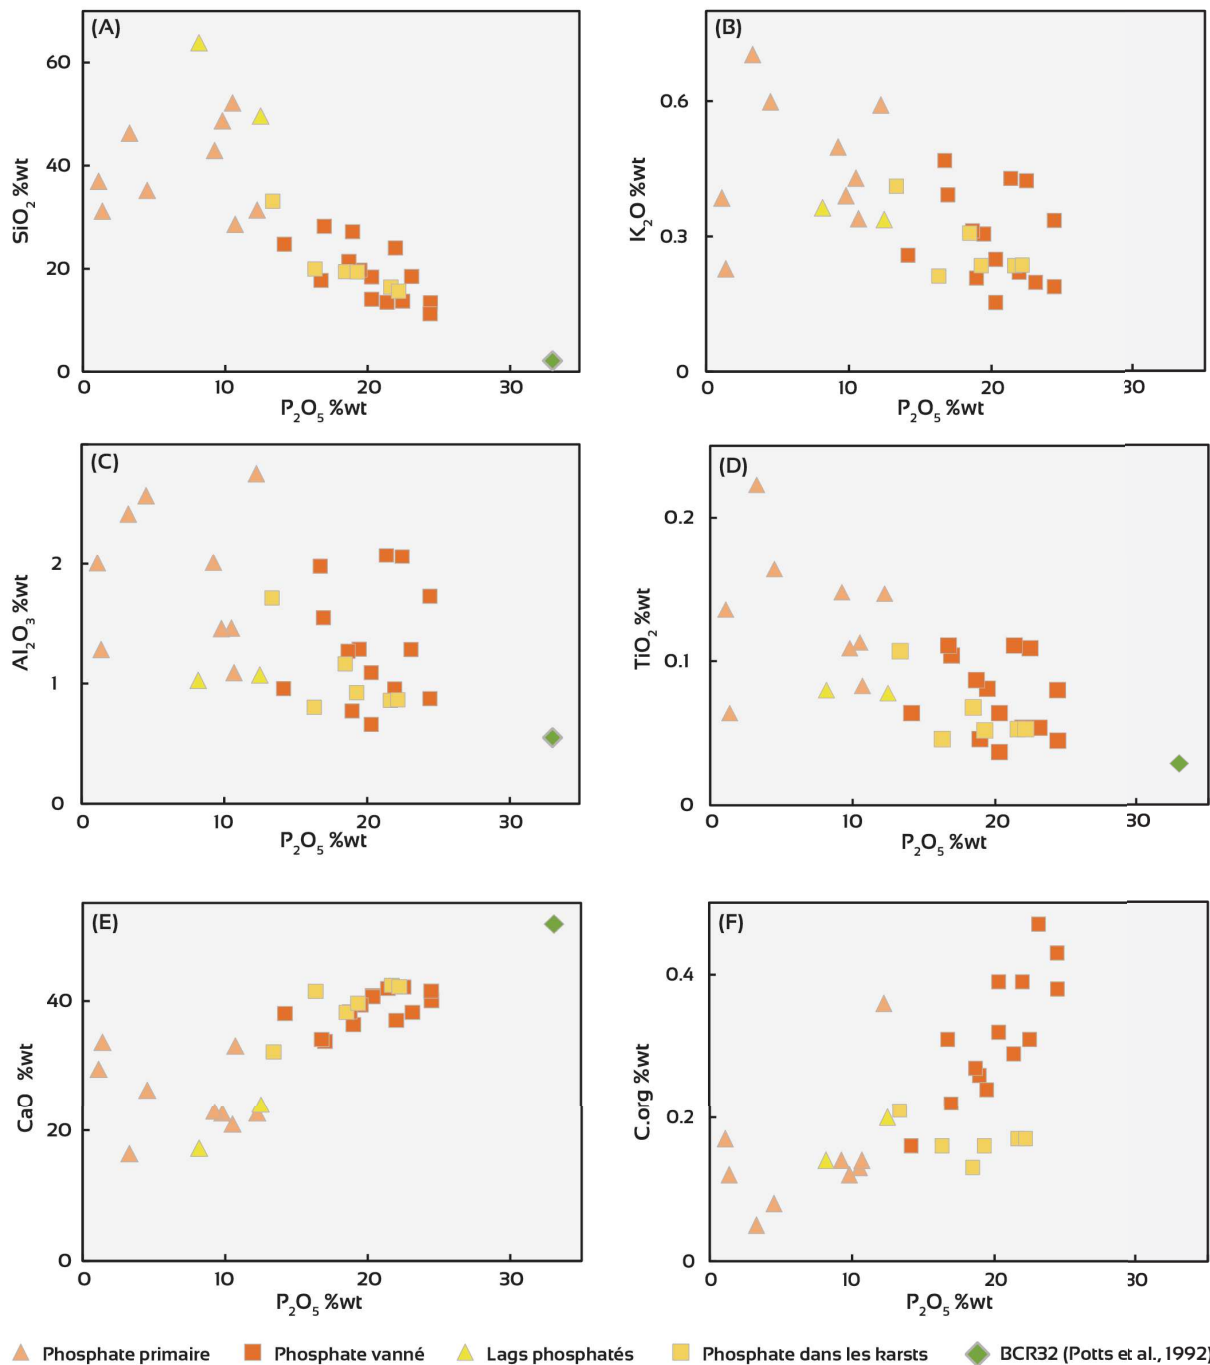 (A)
60
40
20
0
SiO2 %wt
0 10 20 30
P2O5 %wt
(B)
0.6
0.3
0
K2O %wt
0 10 20 30
P2O5 %wt
(C)
2
1
0
Al2O3 %wt
0 10 20 30
P2O5 %wt
(D)
0.2
0.1
0
TiO2 %wt
0 10 20 30
P2O5 %wt
(E)
40
20
0
CaO %wt
0 10 20 30
P2O5 %wt
(F)
0.4
0.2
0
C.org %wt
0 10 20 30
P2O5 %wt
Phosphate primaire Phosphate vanné Lags phosphatés Phosphate dans les karsts BCR32 (Potts et al., 1992)